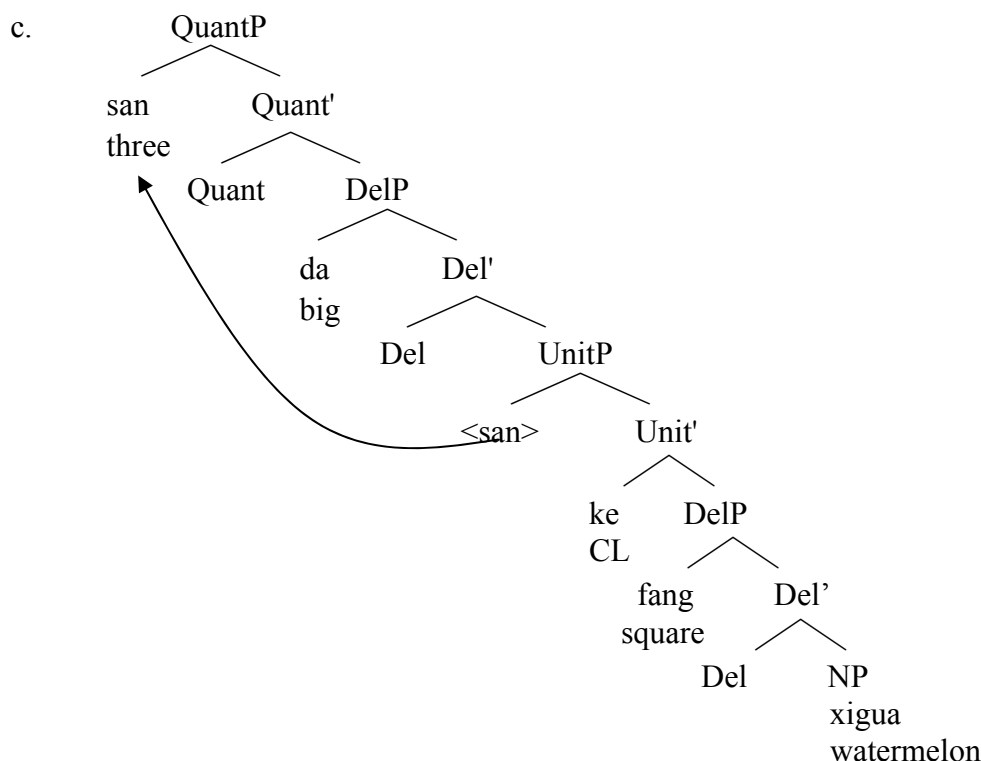 c. QuantP
san Quant'
three
Quant DelP
da Del'
big
Del UnitP
<san> Unit'
ke DelP
CL
fang Del’
square
Del NP
xigua
watermelon